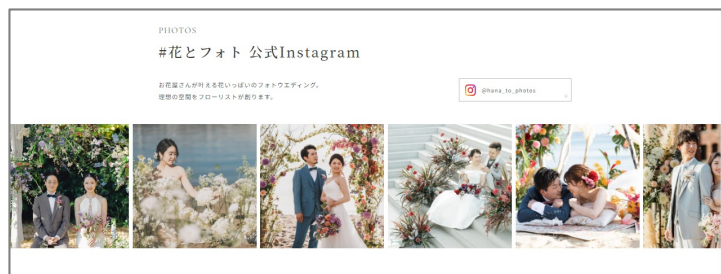 PHOTOS
#花とフォト 公式Instagram
お花屋さんが叶える花いっぱいのフォトウエディング。
理想の空間をフローリストが創ります。
@hana_to_photos